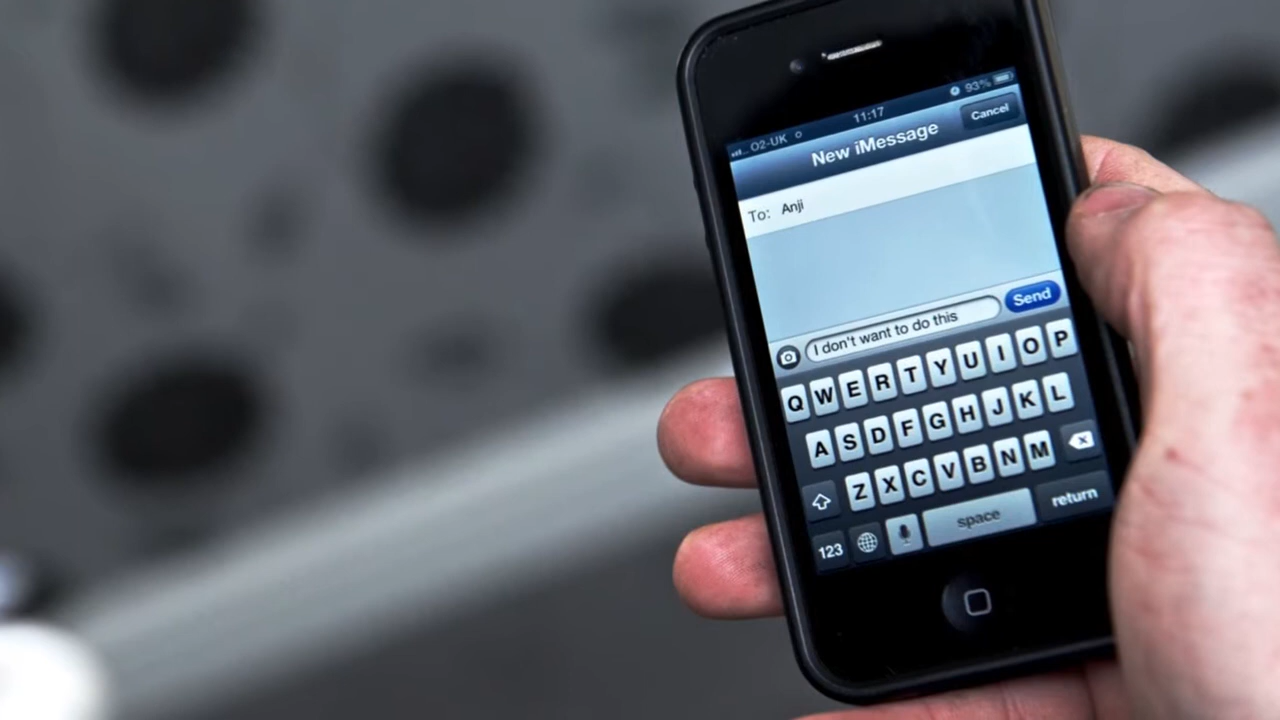 O2-UK 11:17 93%
New iMessage Cancel
To: Anji
I don't want to do this Send
Q W E R T Y U I O P
A S D F G H J K L
Z X C V B N M
123 space return